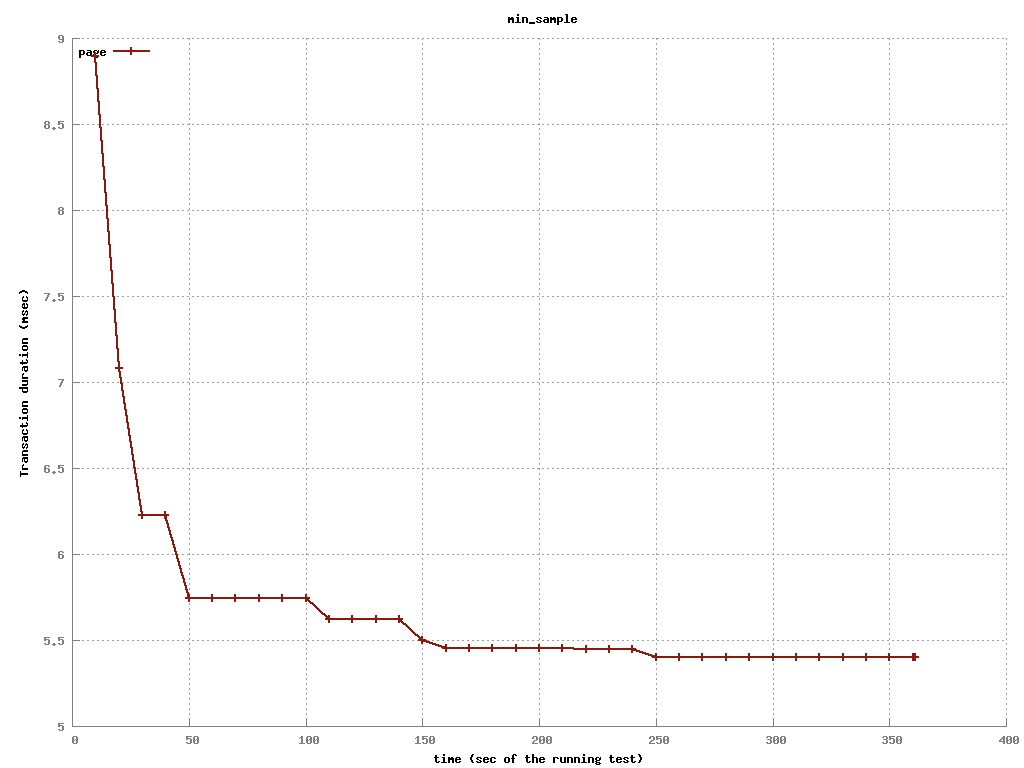 min_sample
page
9
8.5
8
7.5
7
6.5
6
5.5
5
Transaction duration (msec)
0 50 100 150 200 250 300 350 400
time (sec of the running test)